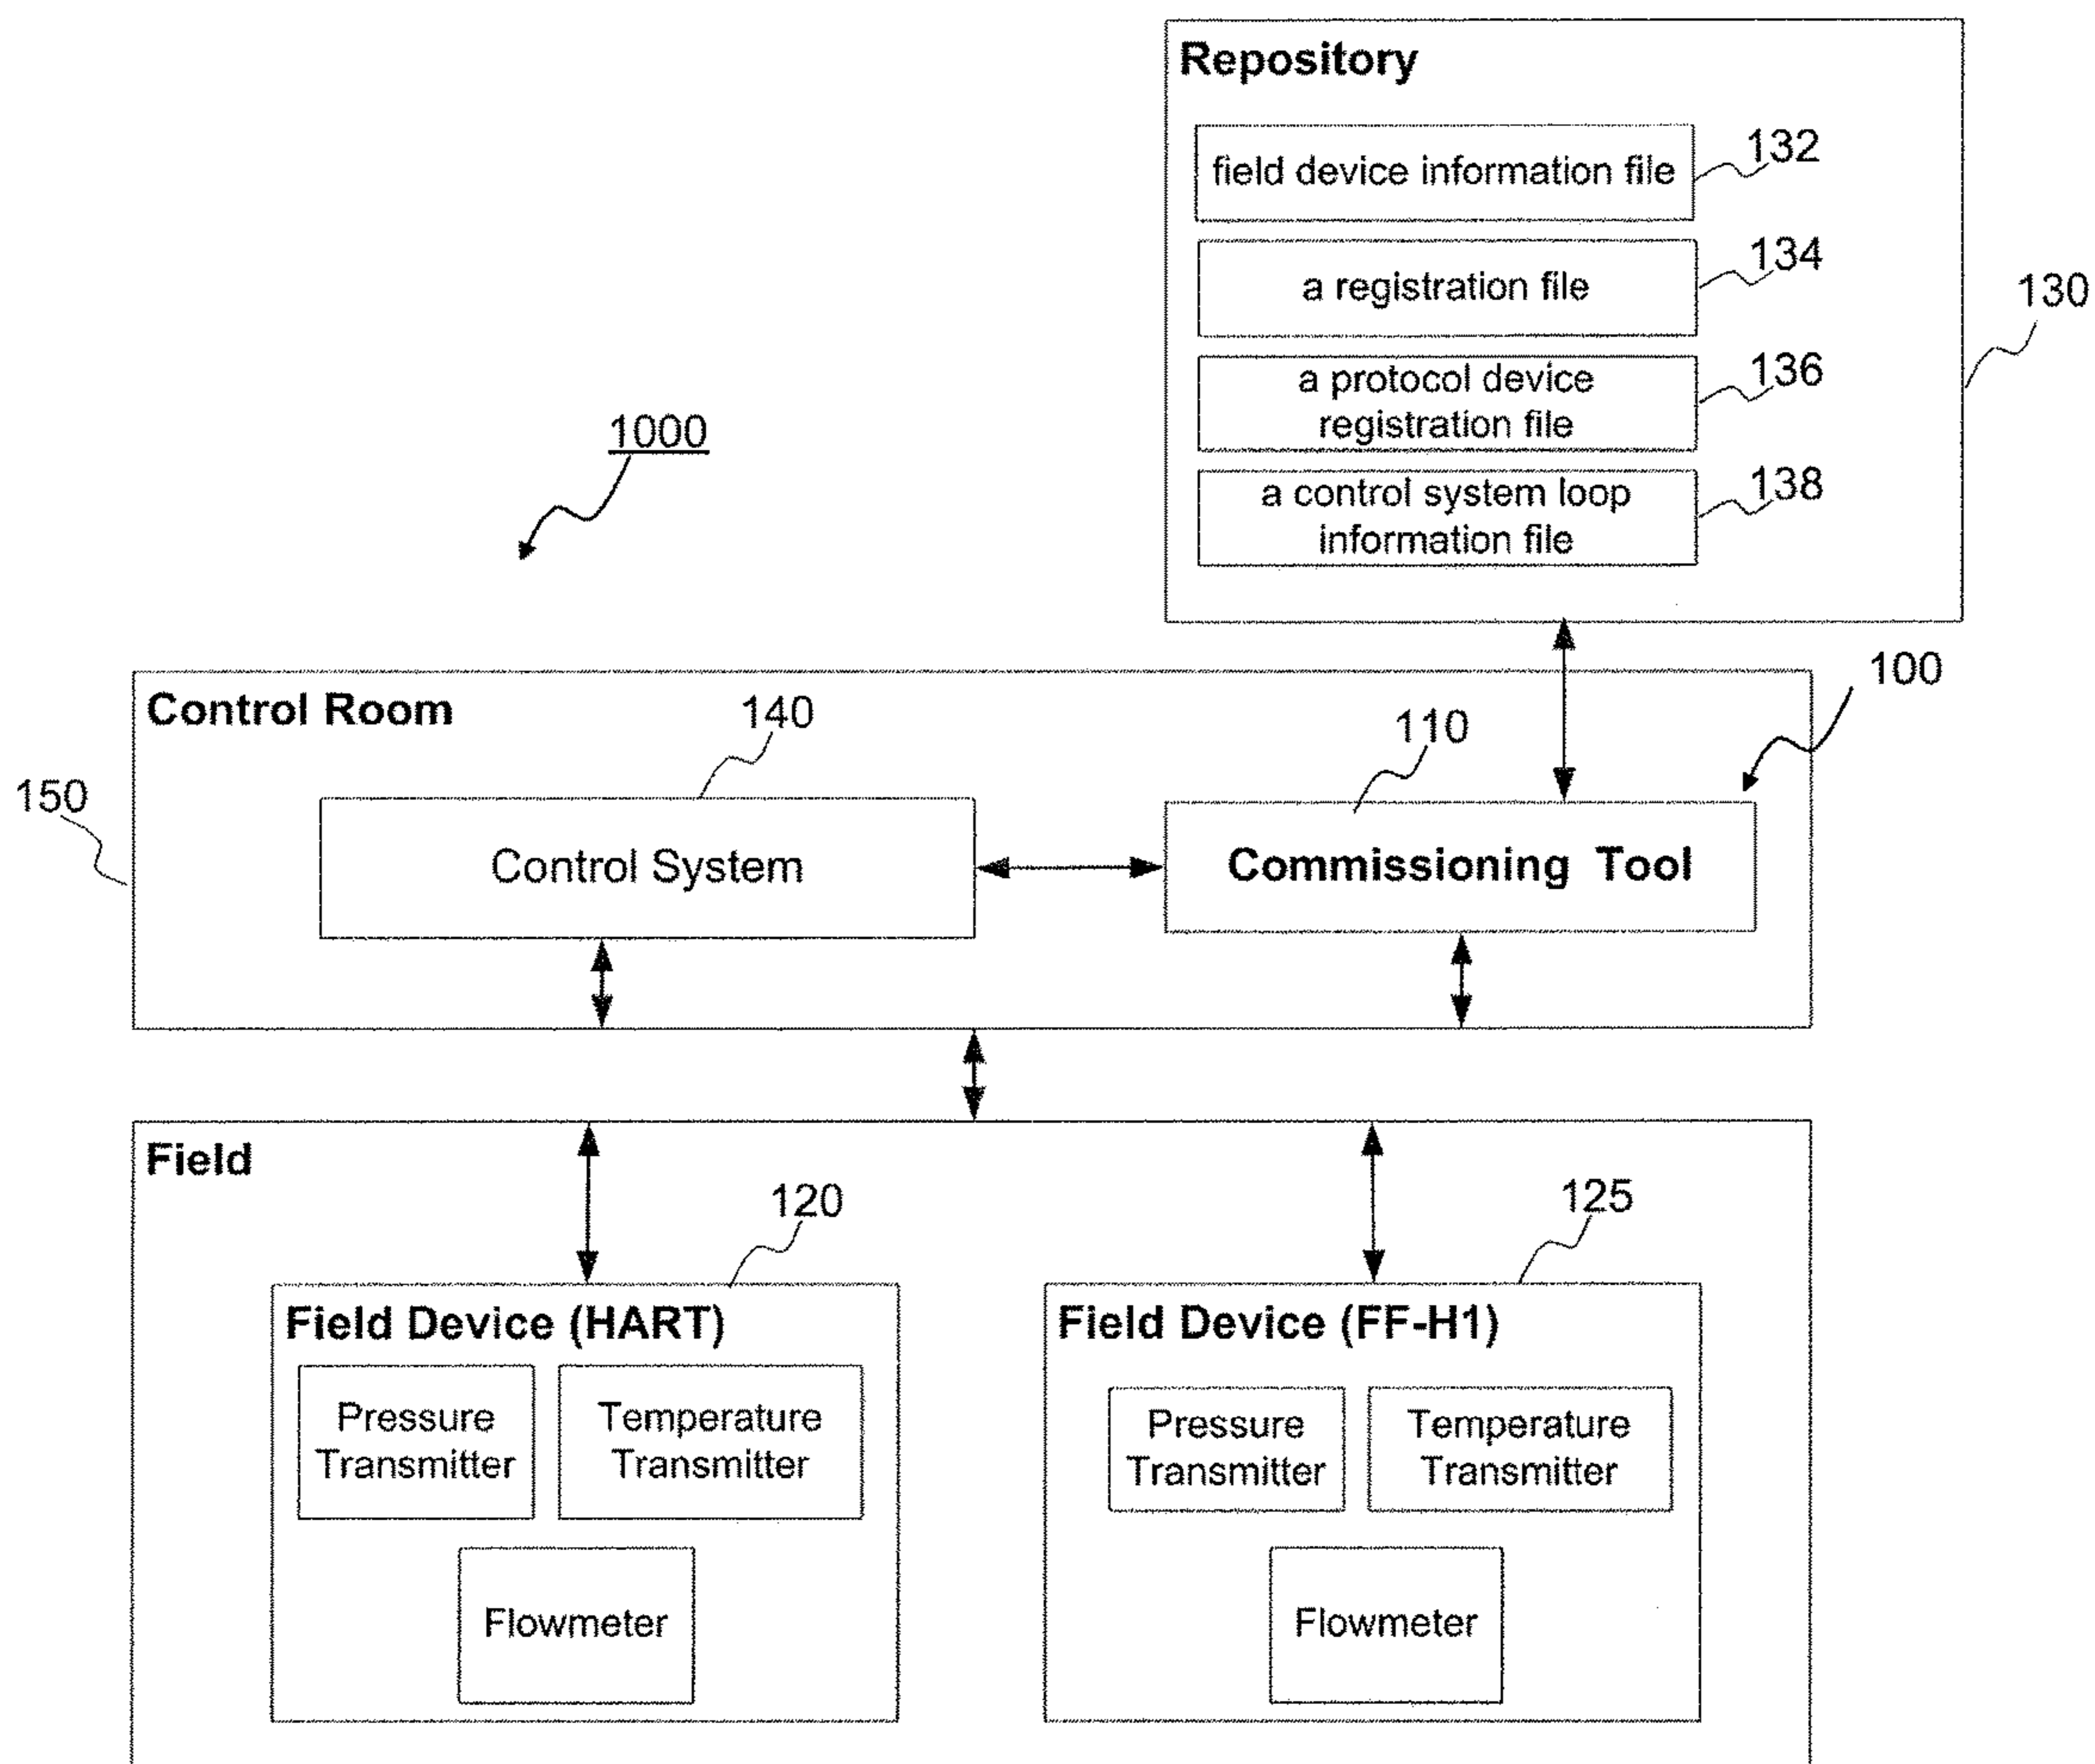 Repository
field device information file
132
a registration file
134
130
a protocol device
registration file
136
a control system loop
information file
138
1000
Control Room
100
140
110
150
Control System
Commissioning Tool
Field
120
125
Field Device (HART)
Field Device (FF-H1)
Pressure
Transmitter
Temperature
Transmitter
Pressure
Transmitter
Temperature
Transmitter
Flowmeter
Flowmeter